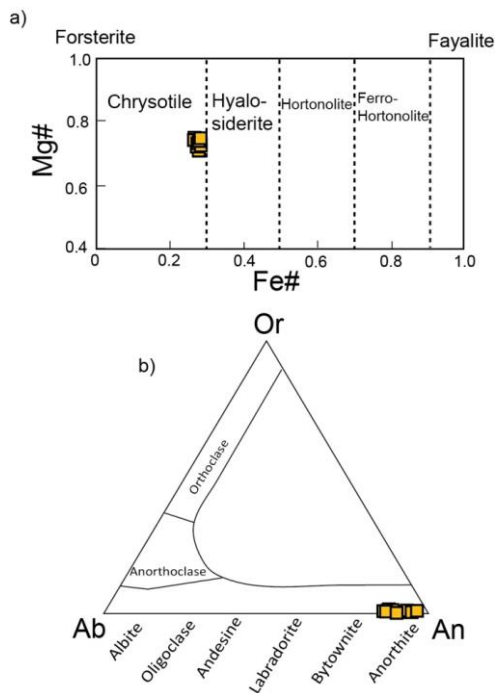 a)
Forsterite Fayalite
1.0
0.8
0.6
0.4
Mg#
Chrysotile
Hyalo-
siderite
Hortonolite
Ferro-
Hortonolite
0 0.2 0.4 0.6 0.8 1.0
Fe#
Or
b)
Orthoclase
Anorthoclase
Ab An
Albite
Oligoclase
Andesine
Labradorite
Bytownite
Anorthite